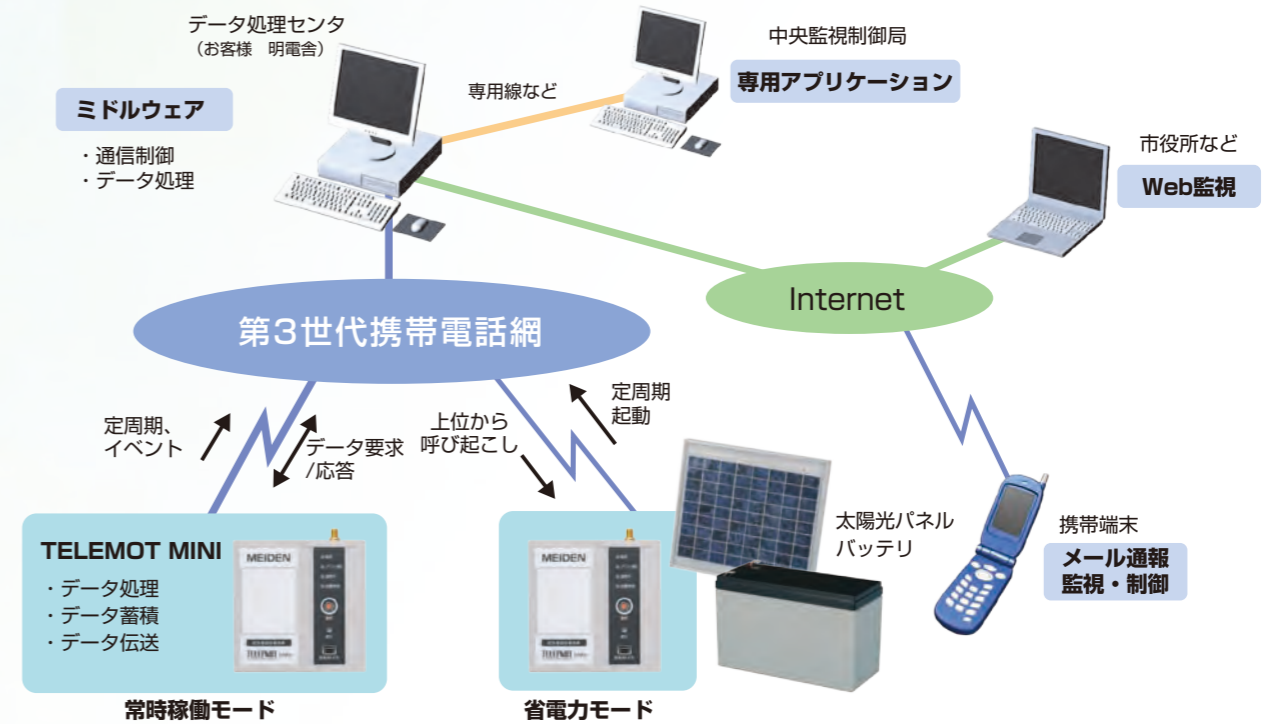 データ処理センタ
（お客様　明電舎）
ミドルウェア
・通信制御
・データ処理
専用線など
中央監視制御局
専用アプリケーション
市役所など
Web監視
Internet
第3世代携帯電話網
定周期、
イベント
データ要求
/応答
上位から
呼び起こし
定周期
起動
TELEMOT MINI
・データ処理
・データ蓄積
・データ伝送
MEIDEN
常時稼働モード
MEIDEN
省電力モード
太陽光パネル
バッテリ
携帯端末
メール通報
監視・制御